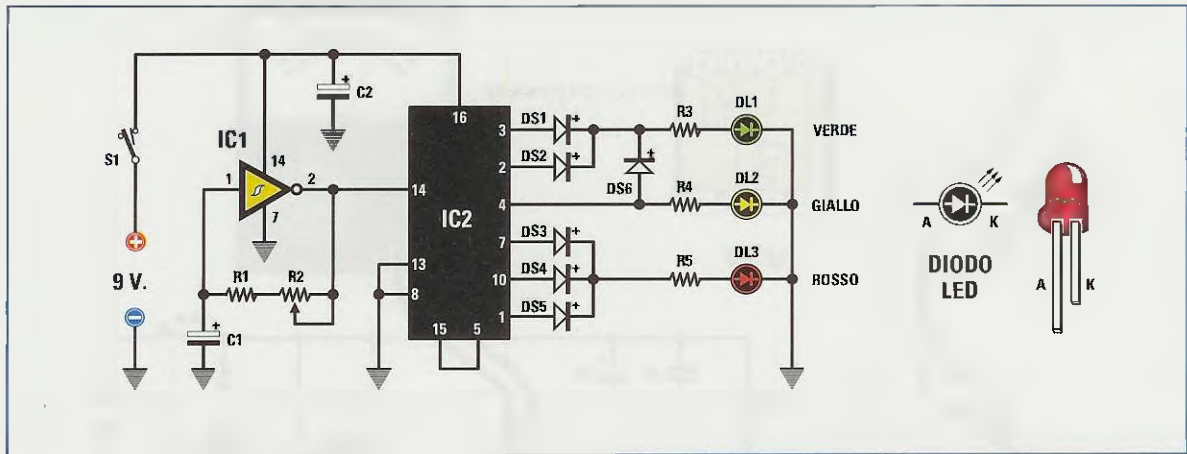 S1
9 V.
IC1
1
14
2
7
R1
R2
C1
C2
16
14
13
8
15
5
IC2
3
2
4
7
10
1
DS1
DS2
DS6
DS3
DS4
DS5
R3
R4
R5
DL1
DL2
DL3
VERDE
GIALLO
ROSSO
A
K
DIODO
LED
A
K